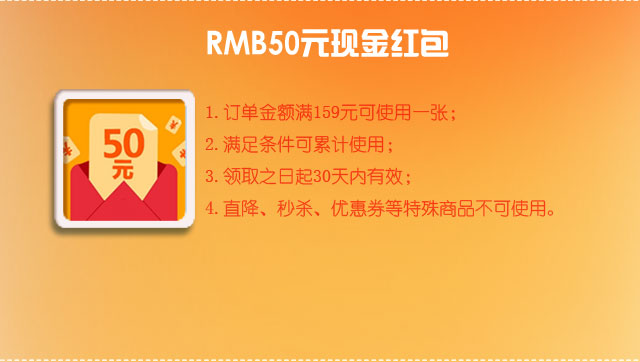 RMB50元现金红包
50
元
¥
¥
¥
1.订单金额满159元可使用一张；
2.满足条件可累计使用；
3.领取之日起30天内有效；
4.直降、秒杀、优惠券等特殊商品不可使用。